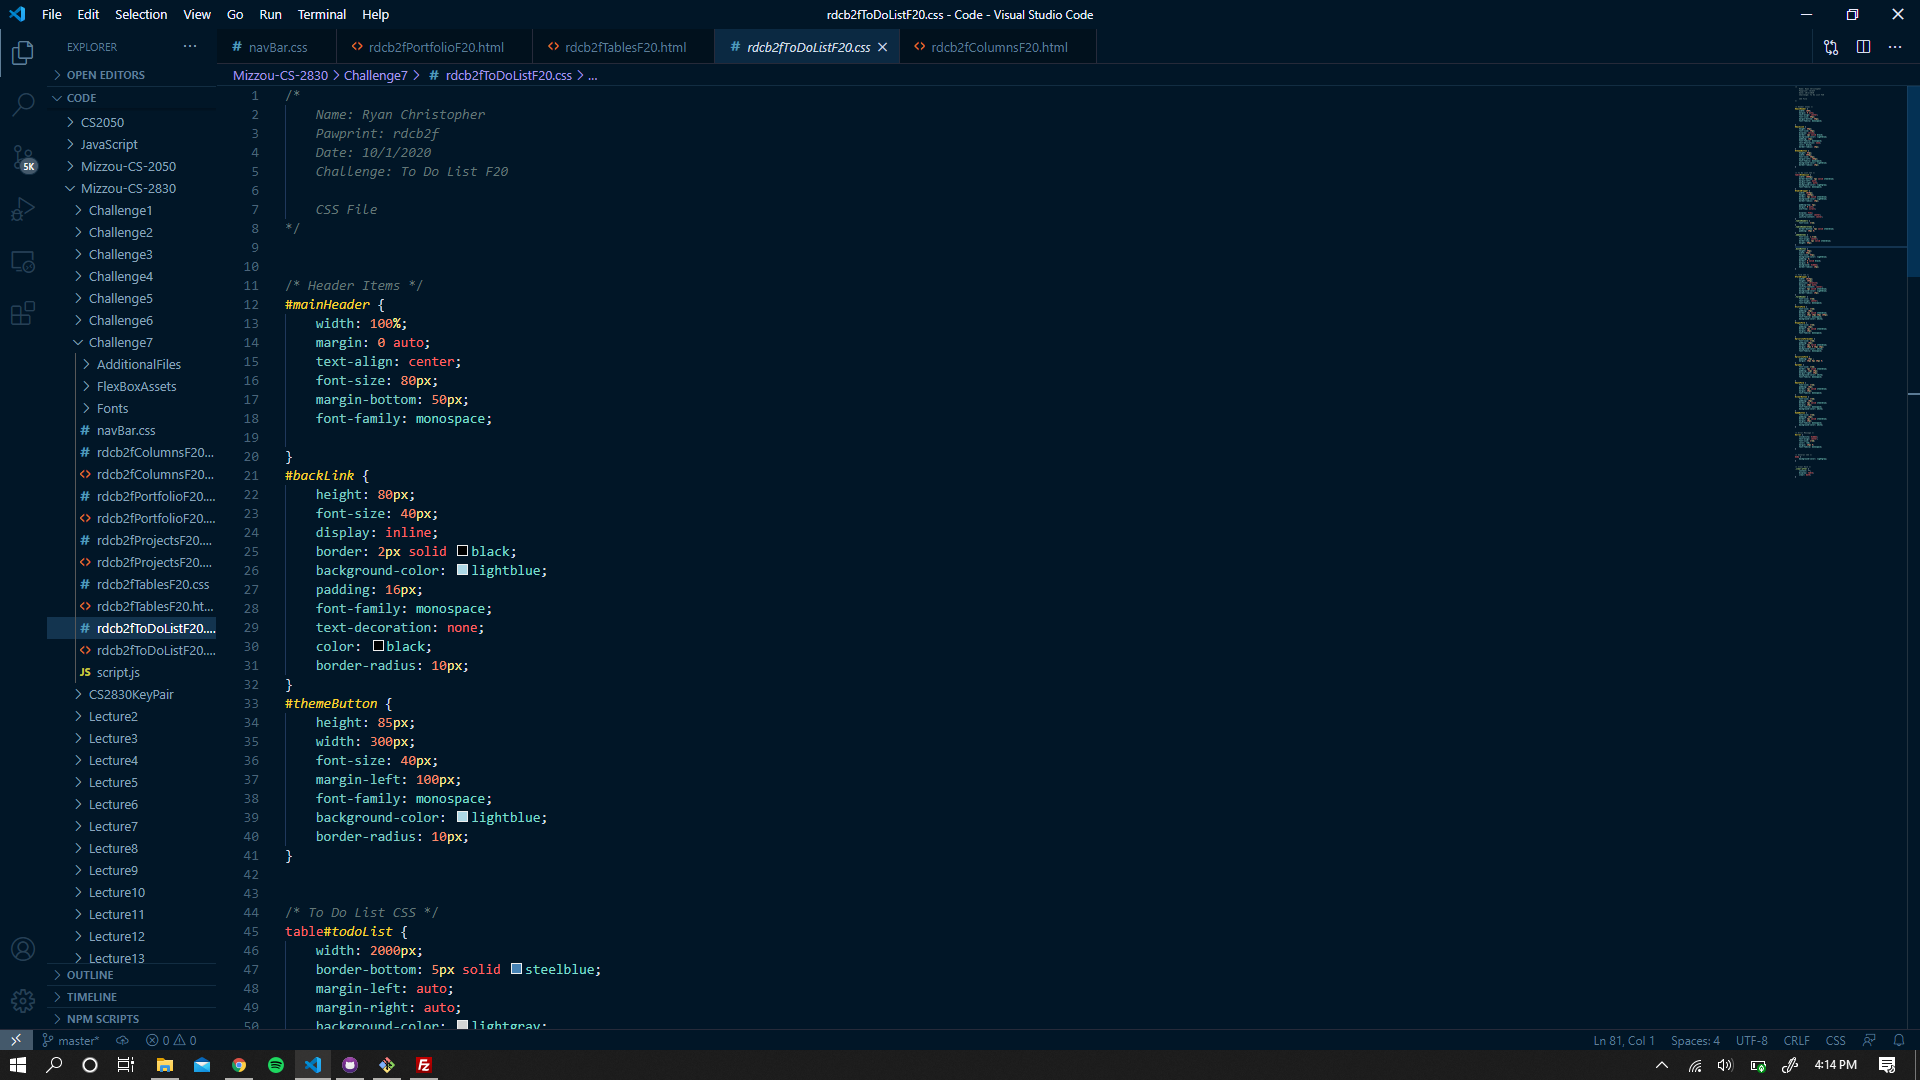 File Edit Selection View Go Run Terminal Help
rdcb2fToDoListF20.css - Code - Visual Studio Code
EXPLORER
OPEN EDITORS
CODE
CS2050
JavaScript
Mizzou-CS-2050
Mizzou-CS-2830
Challenge1
Challenge2
Challenge3
Challenge4
Challenge5
Challenge6
Challenge7
AdditionalFiles
FlexBoxAssets
Fonts
# navBar.css
# rdcb2fColumnsF20...
<> rdcb2fColumnsF20...
# rdcb2fPortfolioF20....
<> rdcb2fPortfolioF20....
# rdcb2fProjectsF20....
<> rdcb2fProjectsF20....
# rdcb2fTablesF20.css
<> rdcb2fTablesF20.ht...
# rdcb2fToDoListF20....
<> rdcb2fToDoListF20....
JS script.js
CS2830KeyPair
Lecture2
Lecture3
Lecture4
Lecture5
Lecture6
Lecture7
Lecture8
Lecture9
Lecture10
Lecture11
Lecture12
Lecture13
OUTLINE
TIMELINE
NPM SCRIPTS
5K
# navBar.css <> rdcb2fPortfolioF20.html <> rdcb2fTablesF20.html # rdcb2fToDoListF20.css <> rdcb2fColumnsF20.html
Mizzou-CS-2830 > Challenge7 > # rdcb2fToDoListF20.css > ...
1 /*
2 Name: Ryan Christopher
3 Pawprint: rdcb2f
4 Date: 10/1/2020
5 Challenge: To Do List F20
6
7 CSS File
8 */
9
10
11 /* Header Items */
12 #mainHeader {
13 width: 100%;
14 margin: 0 auto;
15 text-align: center;
16 font-size: 80px;
17 margin-bottom: 50px;
18 font-family: monospace;
19
20 }
21 #backLink {
22 height: 80px;
23 font-size: 40px;
24 display: inline;
25 border: 2px solid black;
26 background-color: lightblue;
27 padding: 16px;
28 font-family: monospace;
29 text-decoration: none;
30 color: black;
31 border-radius: 10px;
32 }
33 #themeButton {
34 height: 85px;
35 width: 300px;
36 font-size: 40px;
37 margin-left: 100px;
38 font-family: monospace;
39 background-color: lightblue;
40 border-radius: 10px;
41 }
42
43
44 /* To Do List CSS */
45 table#todoList {
46 width: 2000px;
47 border-bottom: 5px solid steelblue;
48 margin-left: auto;
49 margin-right: auto;
50 background-color: lightgray;
master* 0 0
Ln 81, Col 1 Spaces: 4 UTF-8 CRLF CSS
4:14 PM